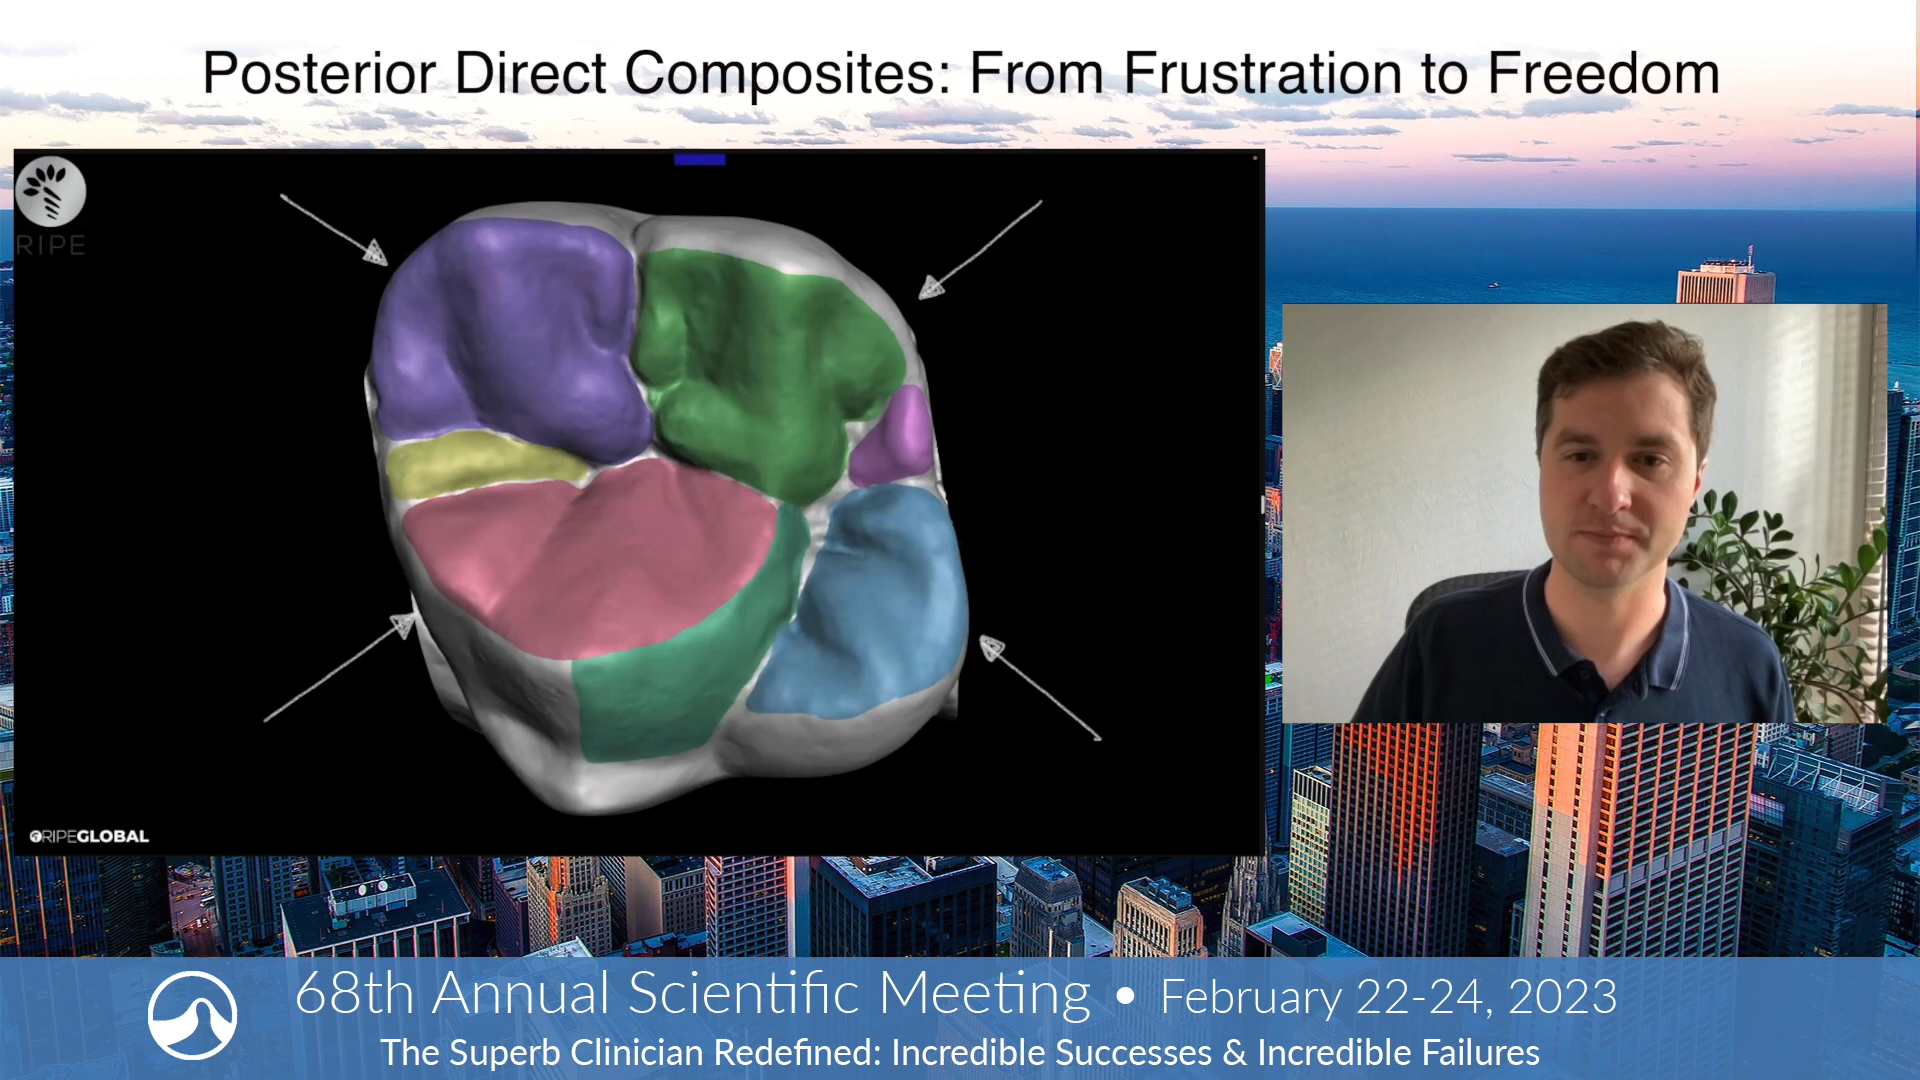 Posterior Direct Composites: From Frustration to Freedom
RIPE
RIPEGLOBAL
68th Annual Scientific Meeting • February 22-24, 2023
The Superb Clinician Redefined: Incredible Successes & Incredible Failures